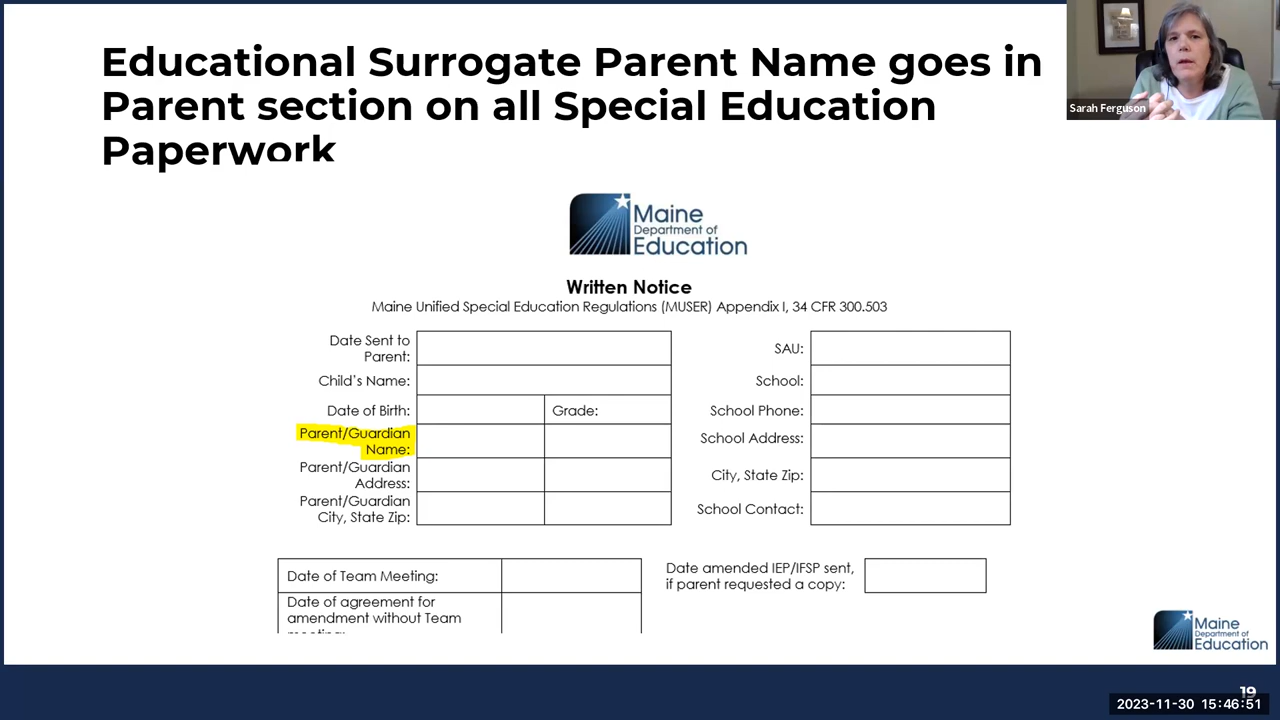 Educational Surrogate Parent Name goes in
Parent section on all Special Education
Paperwork
Sarah Ferguson
Maine
Department of
Education
Written Notice
Maine Unified Special Education Regulations (MUSER) Appendix I, 34 CFR 300.503
Date Sent to
Parent:
Child's Name:
Date of Birth:
Grade:
Parent/Guardian
Name:
Parent/Guardian
Address:
Parent/Guardian
City, State Zip:
SAU:
School:
School Phone:
School Address:
City, State Zip:
School Contact:
Date of Team Meeting:
Date of agreement for
amendment without Team
meeting:
Date amended IEP/IFSP sent,
if parent requested a copy:
Maine
Department of
Education
19
2023-11-30 15:46:51